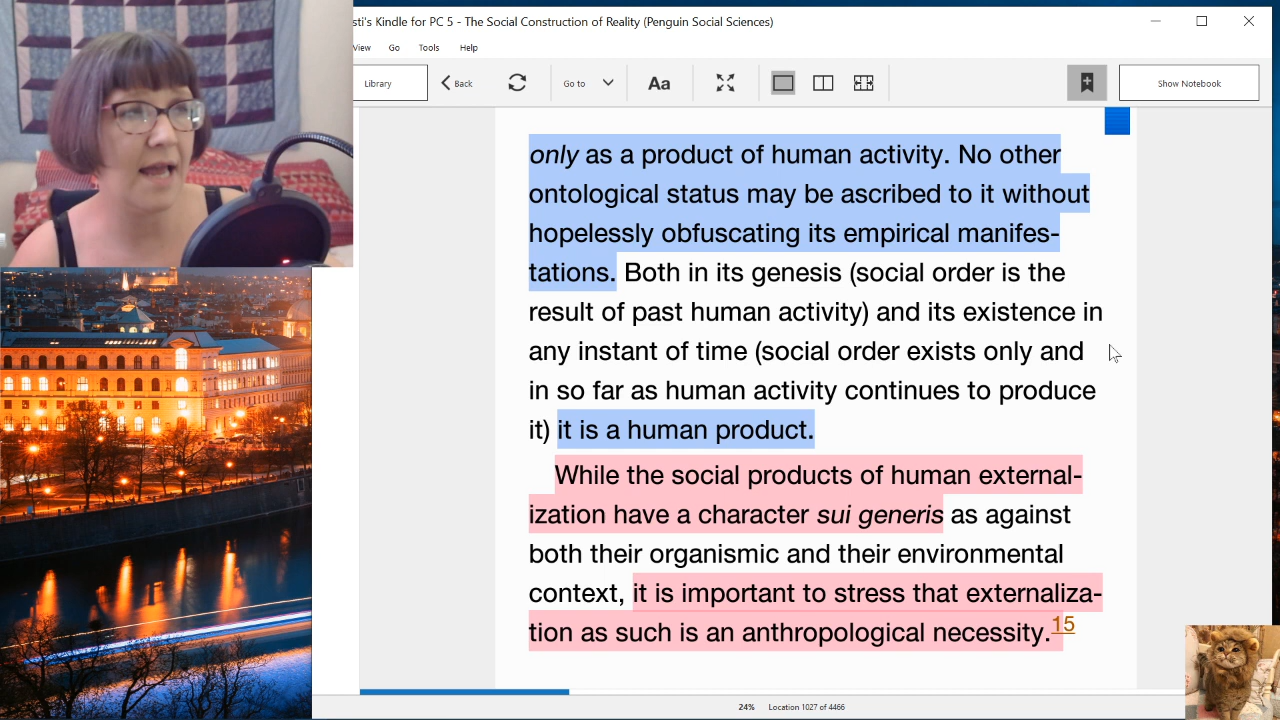 sti's Kindle for PC 5 - The Social Construction of Reality (Penguin Social Sciences)
View Go Tools Help
Library Back Go to Aa Show Notebook
only as a product of human activity. No other
ontological status may be ascribed to it without
hopelessly obfuscating its empirical manifes-
tations. Both in its genesis (social order is the
result of past human activity) and its existence in
any instant of time (social order exists only and
in so far as human activity continues to produce
it) it is a human product.
While the social products of human external-
ization have a character sui generis as against
both their organismic and their environmental
context, it is important to stress that externaliza-
tion as such is an anthropological necessity.15
24% Location 1027 of 4466